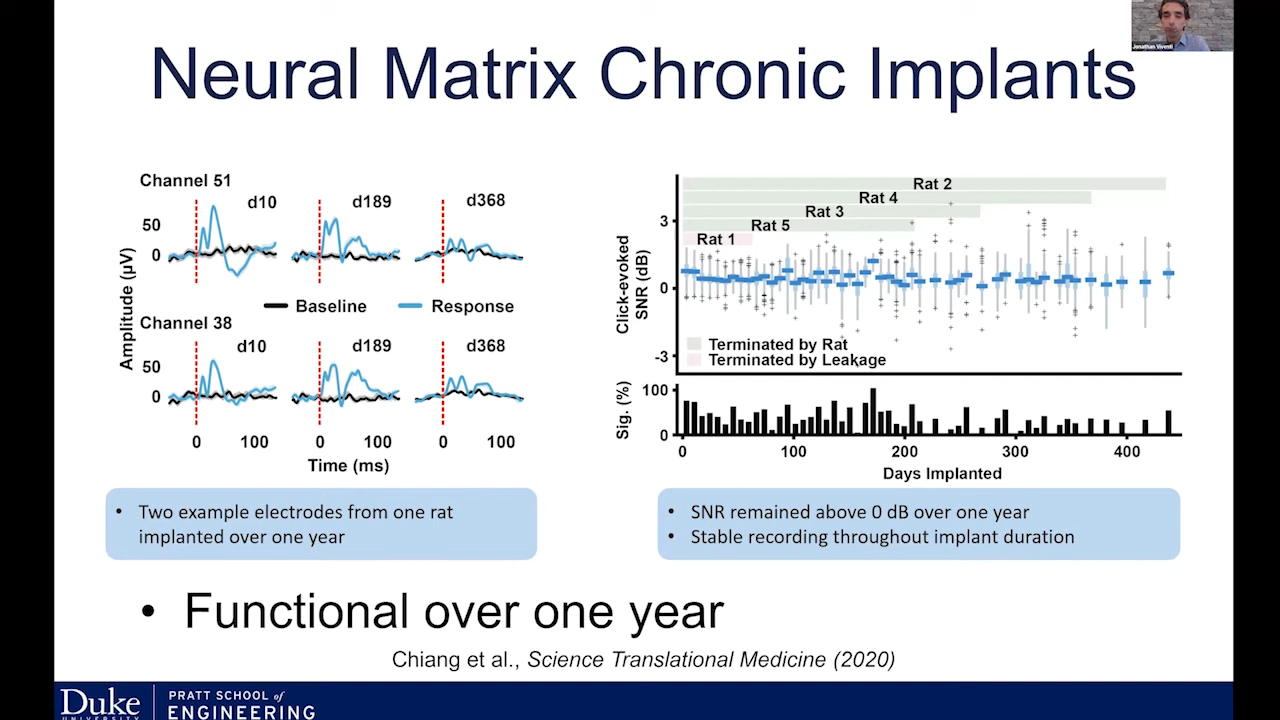 Jonathan Viventi
Neural Matrix Chronic Implants
Channel 51
d10
d189
d368
50
0
Baseline
Response
Amplitude (µV)
Channel 38
d10
d189
d368
50
0
0
100
0
100
0
100
Time (ms)
Rat 2
Rat 4
Rat 3
Rat 5
Rat 1
3
0
-3
Click-evoked
SNR (dB)
Terminated by Rat
Terminated by Leakage
Sig. (%)
100
0
0
100
200
300
400
Days Implanted
• Two example electrodes from one rat
implanted over one year
• SNR remained above 0 dB over one year
• Stable recording throughout implant duration
• Functional over one year
Chiang et al., Science Translational Medicine (2020)
Duke
UNIVERSITY
PRATT SCHOOL of
ENGINEERING